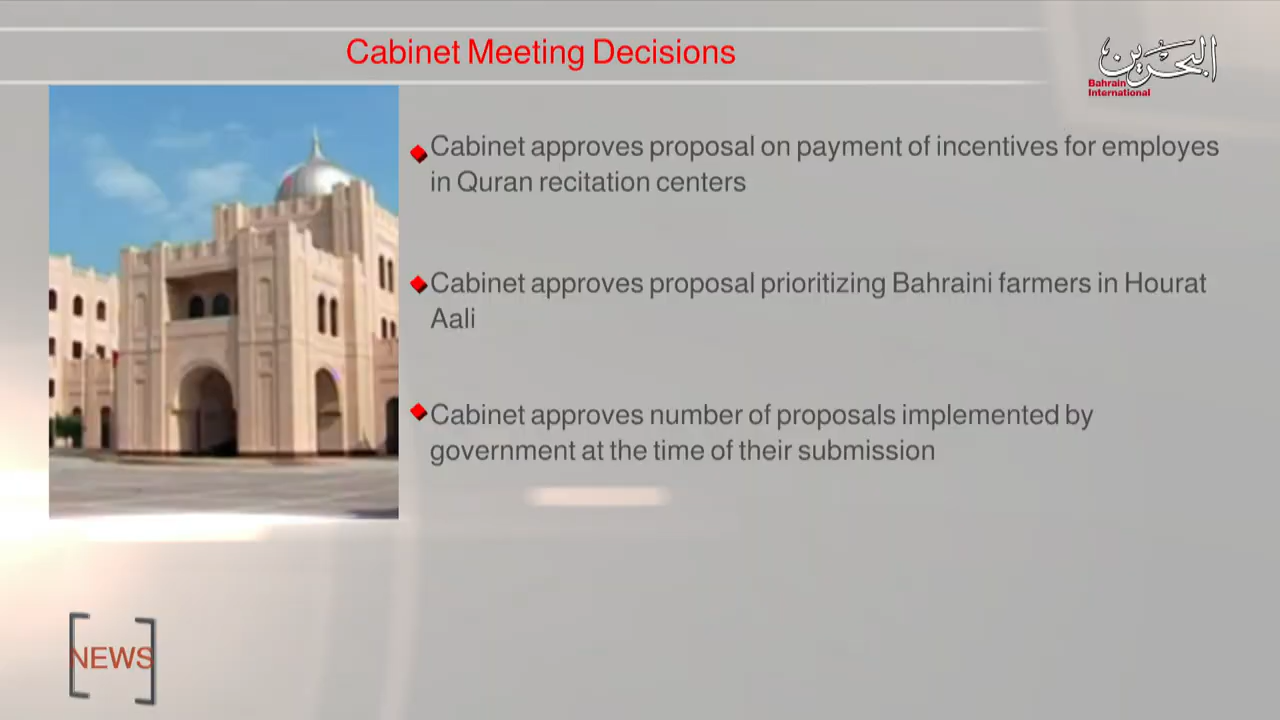 Cabinet Meeting Decisions
البحرين
Bahrain
International
Cabinet approves proposal on payment of incentives for employes
in Quran recitation centers
Cabinet approves proposal prioritizing Bahraini farmers in Hourat
Aali
Cabinet approves number of proposals implemented by
government at the time of their submission
NEWS